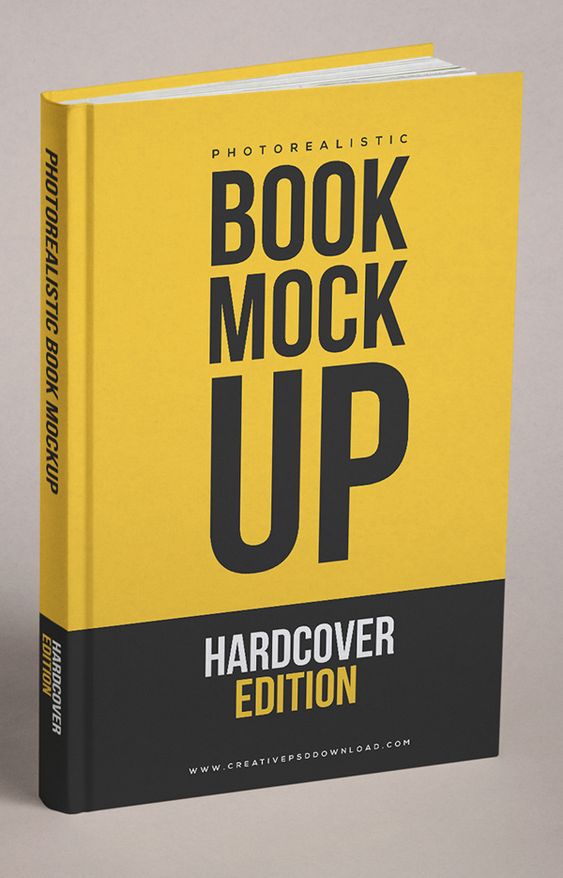 PHOTOREALISTIC
BOOK
MOCK
UP
HARDCOVER
EDITION
WWW.CREATIVEPSDDOWNLOAD.COM
PHOTOREALISTIC BOOK MOCKUP
HARDCOVER
EDITION